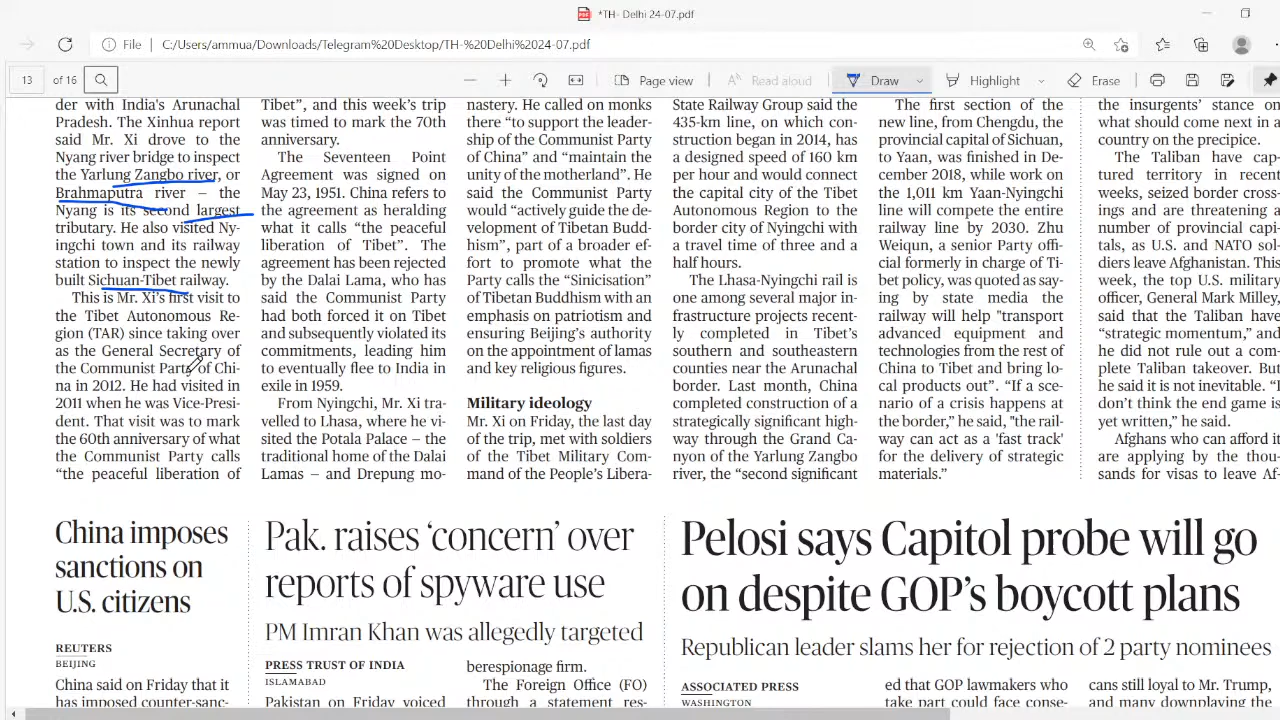 *TH- Delhi 24-07.pdf
File C:/Users/ammua/Downloads/Telegram%20Desktop/TH-%20Delhi%2024-07.pdf
13 of 16 Page view Read aloud Draw Highlight Erase
der with India's Arunachal
Pradesh. The Xinhua report
said Mr. Xi drove to the
Nyang river bridge to inspect
the Yarlung Zangbo river, or
Brahmaputra river – the
Nyang is its second largest
tributary. He also visited Ny-
ingchi town and its railway
station to inspect the newly
built Sichuan-Tibet railway.
This is Mr. Xi's first visit to
the Tibet Autonomous Re-
gion (TAR) since taking over
as the General Secretary of
the Communist Party of Chi-
na in 2012. He had visited in
2011 when he was Vice-Presi-
dent. That visit was to mark
the 60th anniversary of what
the Communist Party calls
“the peaceful liberation of
Tibet”, and this week's trip
was timed to mark the 70th
anniversary.
The Seventeen Point
Agreement was signed on
May 23, 1951. China refers to
the agreement as heralding
what it calls “the peaceful
liberation of Tibet”. The
agreement has been rejected
by the Dalai Lama, who has
said the Communist Party
had both forced it on Tibet
and subsequently violated its
commitments, leading him
to eventually flee to India in
exile in 1959.
From Nyingchi, Mr. Xi tra-
velled to Lhasa, where he vi-
sited the Potala Palace – the
traditional home of the Dalai
Lamas – and Drepung mo-
nastery. He called on monks
there “to support the leader-
ship of the Communist Party
of China” and “maintain the
unity of the motherland”. He
said the Communist Party
would “actively guide the de-
velopment of Tibetan Budd-
hism”, part of a broader ef-
fort to promote what the
Party calls the “Sinicisation”
of Tibetan Buddhism with an
emphasis on patriotism and
ensuring Beijing's authority
on the appointment of lamas
and key religious figures.
Military ideology
Mr. Xi on Friday, the last day
of the trip, met with soldiers
of the Tibet Military Com-
mand of the People's Libera-
State Railway Group said the
435-km line, on which con-
struction began in 2014, has
a designed speed of 160 km
per hour and would connect
the capital city of the Tibet
Autonomous Region to the
border city of Nyingchi with
a travel time of three and a
half hours.
The Lhasa-Nyingchi rail is
one among several major in-
frastructure projects recent-
ly completed in Tibet's
southern and southeastern
counties near the Arunachal
border. Last month, China
completed construction of a
strategically significant high-
way through the Grand Ca-
nyon of the Yarlung Zangbo
river, the “second significant
The first section of the
new line, from Chengdu, the
provincial capital of Sichuan,
to Yaan, was finished in De-
cember 2018, while work on
the 1,011 km Yaan-Nyingchi
line will compete the entire
railway line by 2030. Zhu
Weiqun, a senior Party offi-
cial formerly in charge of Ti-
bet policy, was quoted as say-
ing by state media the
railway will help "transport
advanced equipment and
technologies from the rest of
China to Tibet and bring lo-
cal products out”. “If a sce-
nario of a crisis happens at
the border,” he said, "the rail-
way can act as a 'fast track'
for the delivery of strategic
materials.”
the insurgents' stance on
what should come next in a
country on the precipice.
The Taliban have cap-
tured territory in recent
weeks, seized border cross-
ings and are threatening a
number of provincial capi-
tals, as U.S. and NATO sol-
diers leave Afghanistan. This
week, the top U.S. military
officer, General Mark Milley,
said that the Taliban have
“strategic momentum,” and
he did not rule out a com-
plete Taliban takeover. But
he said it is not inevitable. “I
don't think the end game is
yet written,” he said.
Afghans who can afford it
are applying by the thou-
sands for visas to leave Af-
China imposes
sanctions on
U.S. citizens
REUTERS
BEIJING
China said on Friday that it
has imposed counter-sanc-
Pak. raises ‘concern’ over
reports of spyware use
PM Imran Khan was allegedly targeted
PRESS TRUST OF INDIA
ISLAMABAD
Pakistan on Friday voiced
berespionage firm.
The Foreign Office (FO)
through a statement res-
Pelosi says Capitol probe will go
on despite GOP's boycott plans
Republican leader slams her for rejection of 2 party nominees
ASSOCIATED PRESS
WASHINGTON
ed that GOP lawmakers who
take part could face conse-
cans still loyal to Mr. Trump,
and many downplaying the